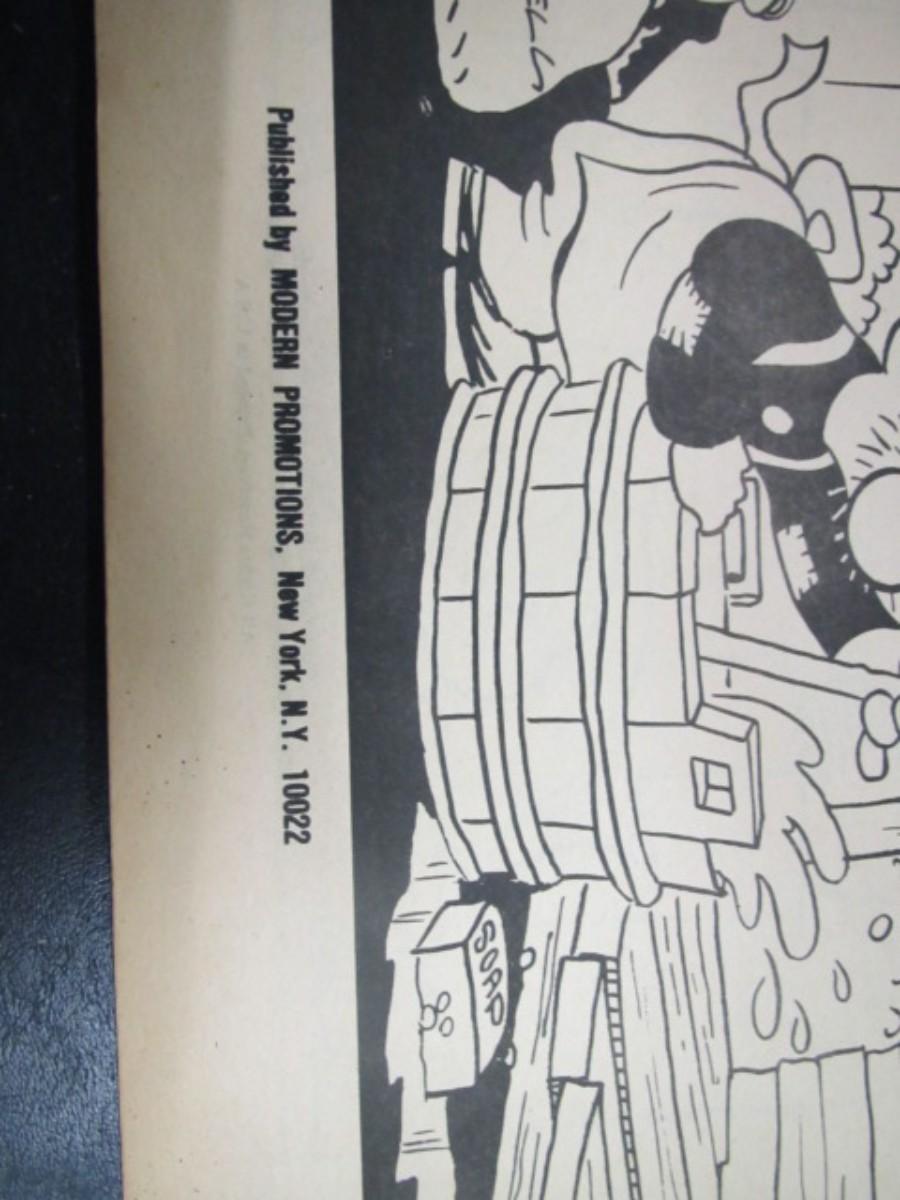 Published by MODERN PROMOTIONS, New York, N.Y. 10022
SOAP